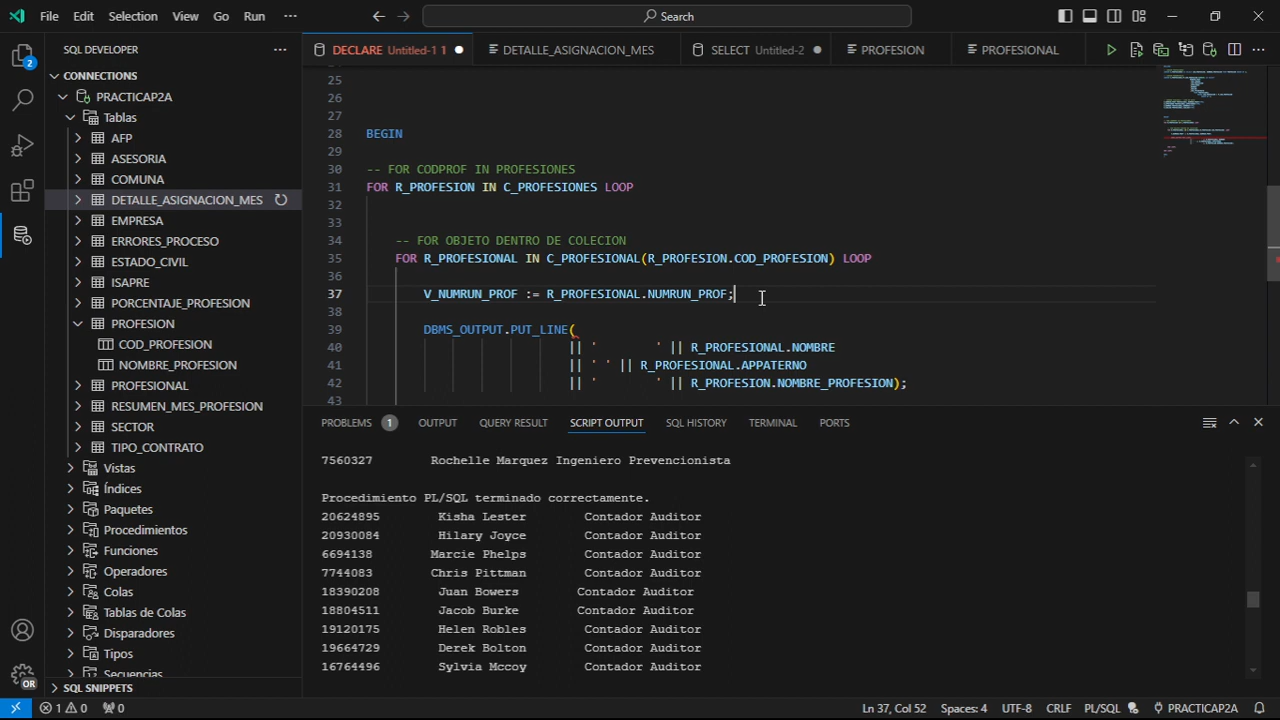 File Edit Selection View Go Run ··· Search
SQL DEVELOPER ···
DECLARE Untitled-1 1
DETALLE_ASIGNACION_MES
SELECT Untitled-2
PROFESION
PROFESIONAL
CONNECTIONS
PRACTICAP2A
Tablas
AFP
ASESORIA
COMUNA
DETALLE_ASIGNACION_MES
EMPRESA
ERRORES_PROCESO
ESTADO_CIVIL
ISAPRE
PORCENTAJE_PROFESION
PROFESION
COD_PROFESION
NOMBRE_PROFESION
PROFESIONAL
RESUMEN_MES_PROFESION
SECTOR
TIPO_CONTRATO
Vistas
Índices
Paquetes
Procedimientos
Funciones
Operadores
Colas
Tablas de Colas
Disparadores
Tipos
SQL SNIPPETS
2
OR
25
26
27
28 BEGIN
29
30 -- FOR CODPROF IN PROFESIONES
31 FOR R_PROFESION IN C_PROFESIONES LOOP
32
33
34 -- FOR OBJETO DENTRO DE COLECION
35 FOR R_PROFESIONAL IN C_PROFESIONAL(R_PROFESION.COD_PROFESION) LOOP
36
37 V_NUMRUN_PROF := R_PROFESIONAL.NUMRUN_PROF;
38
39 DBMS_OUTPUT.PUT_LINE(
40 || '        ' || R_PROFESIONAL.NOMBRE
41 || ' ' || R_PROFESIONAL.APPATERNO
42 || '        ' || R_PROFESION.NOMBRE_PROFESION);
43
PROBLEMS 1 OUTPUT QUERY RESULT SCRIPT OUTPUT SQL HISTORY TERMINAL PORTS
7560327 Rochelle Marquez Ingeniero Prevencionista
Procedimiento PL/SQL terminado correctamente.
20624895 Kisha Lester Contador Auditor
20930084 Hilary Joyce Contador Auditor
6694138 Marcie Phelps Contador Auditor
7744083 Chris Pittman Contador Auditor
18390208 Juan Bowers Contador Auditor
18804511 Jacob Burke Contador Auditor
19120175 Helen Robles Contador Auditor
19664729 Derek Bolton Contador Auditor
16764496 Sylvia Mccoy Contador Auditor
1 0 0 Ln 37, Col 52 Spaces: 4 UTF-8 CRLF PL/SQL PRACTICAP2A